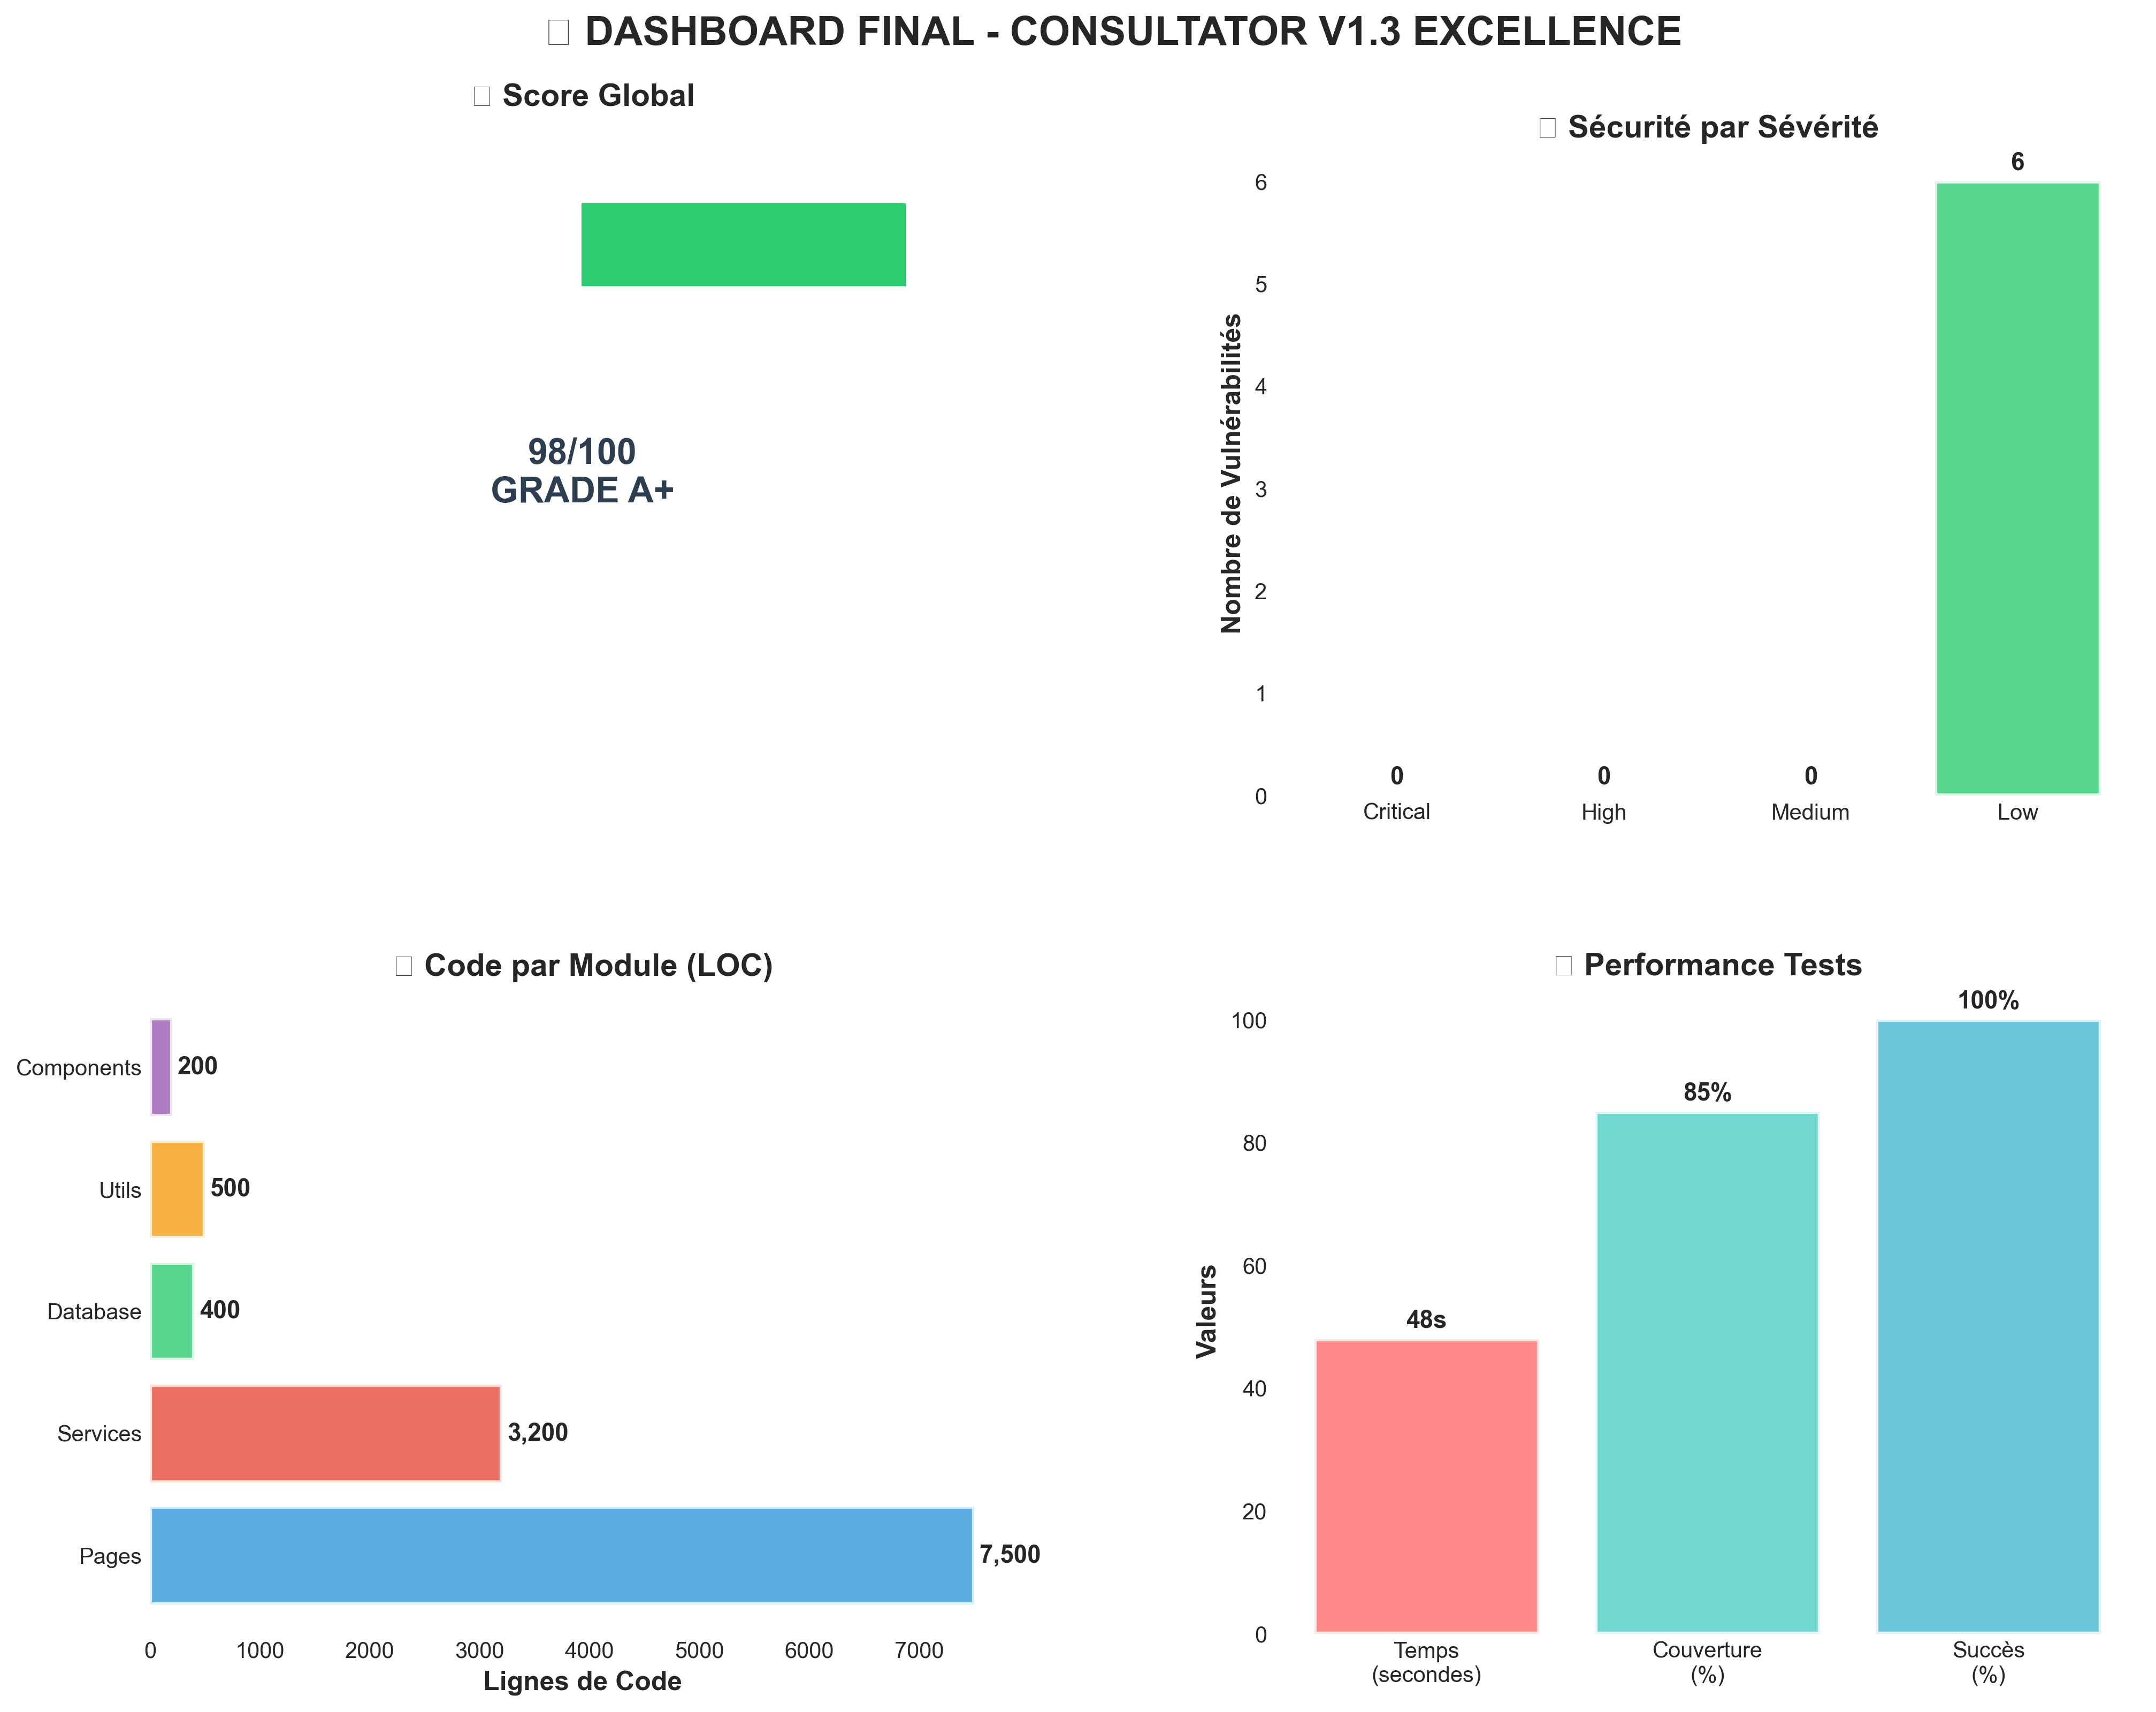 DASHBOARD FINAL - CONSULTATOR V1.3 EXCELLENCE
Score Global
98/100
GRADE A+
Sécurité par Sévérité
Nombre de Vulnérabilités
6
5
4
3
2
1
0
0
0
0
6
Critical
High
Medium
Low
Code par Module (LOC)
Components
200
Utils
500
Database
400
Services
3,200
Pages
7,500
0
1000
2000
3000
4000
5000
6000
7000
Lignes de Code
Performance Tests
Valeurs
100
80
60
40
20
0
48s
85%
100%
Temps
(secondes)
Couverture
(%)
Succès
(%)